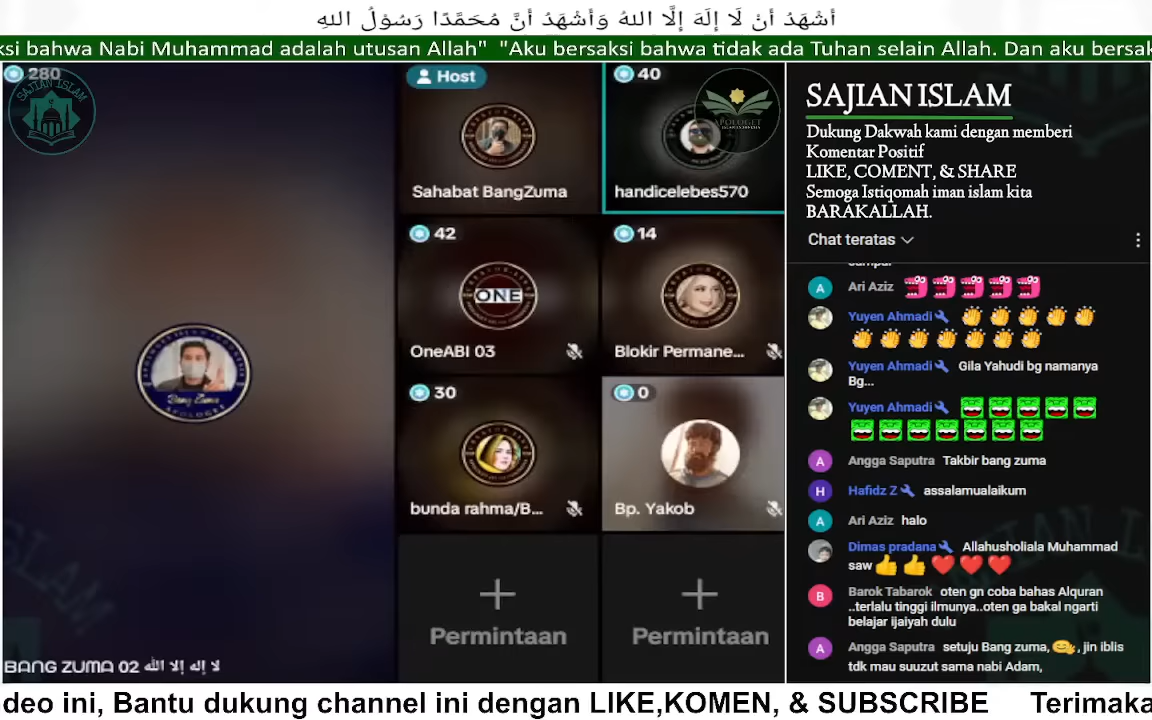 أَشْهَدُ أَنْ لَا إِلَهَ إِلَّا اللهُ وَأَشْهَدُ أَنَّ مُحَمَّدًا رَسُوْلُ اللهِ
ksi bahwa Nabi Muhammad adalah utusan Allah" "Aku bersaksi bahwa tidak ada Tuhan selain Allah. Dan aku bersak
280
SAJIAN ISLAM
Host
Sahabat BangZuma
40
APOLOGET
handicelebes570
42
ONE
OneABI 03
14
Blokir Permane...
30
bunda rahma/B...
0
Bp. Yakob
Bang Zuma
APOLOGET
Permintaan
Permintaan
BANG ZUMA 02 لا إله إلا الله
SAJIAN ISLAM
Dukung Dakwah kami dengan memberi
Komentar Positif
LIKE, COMENT, & SHARE
Semoga Istiqomah iman islam kita
BARAKALLAH.
Chat teratas
Ari Aziz
Yuyen Ahmadi 👏👏👏👏👏
👏👏👏👏👏👏👏
Yuyen Ahmadi Gila Yahudi bg namanya
Bg...
Yuyen Ahmadi
A Angga Saputra Takbir bang zuma
H Hafidz Z assalamualaikum
A Ari Aziz halo
Dimas pradana Allahusholiala Muhammad
saw 👍👍❤️❤️❤️
B Barok Tabarok oten gn coba bahas Alquran
..terlalu tinggi ilmunya..oten ga bakal ngarti
belajar ijaiyah dulu
A Angga Saputra setuju Bang zuma, 😋, jin iblis
tdk mau suuzut sama nabi Adam,
deo ini, Bantu dukung channel ini dengan LIKE,KOMEN, & SUBSCRIBE Terimaka